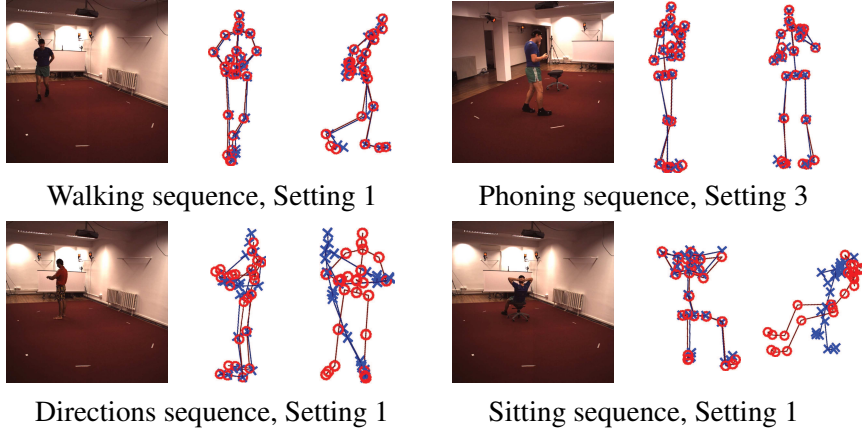 Walking sequence, Setting 1
Phoning sequence, Setting 3
Directions sequence, Setting 1
Sitting sequence, Setting 1